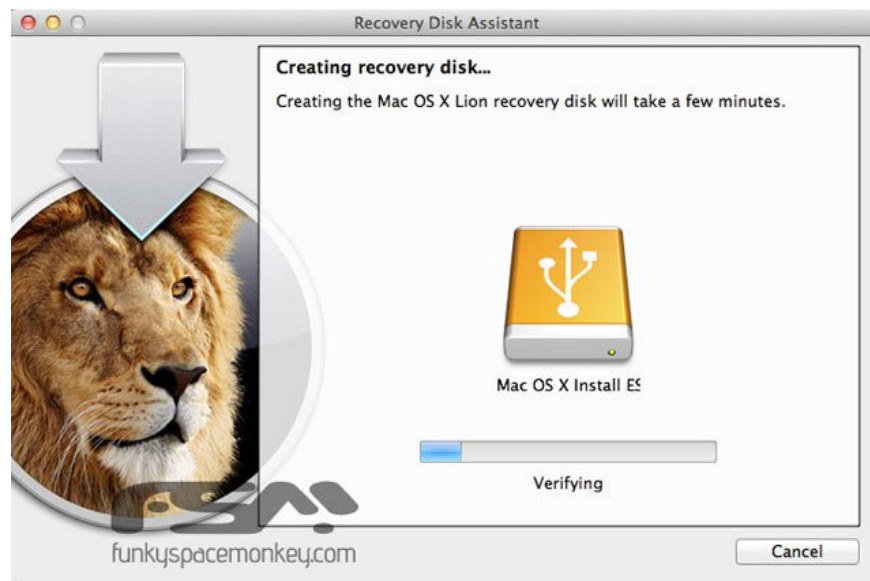 Recovery Disk Assistant
Creating recovery disk...
Creating the Mac OS X Lion recovery disk will take a few minutes.
Mac OS X Install ES
Verifying
fsm
funkyspacemonkey.com
Cancel